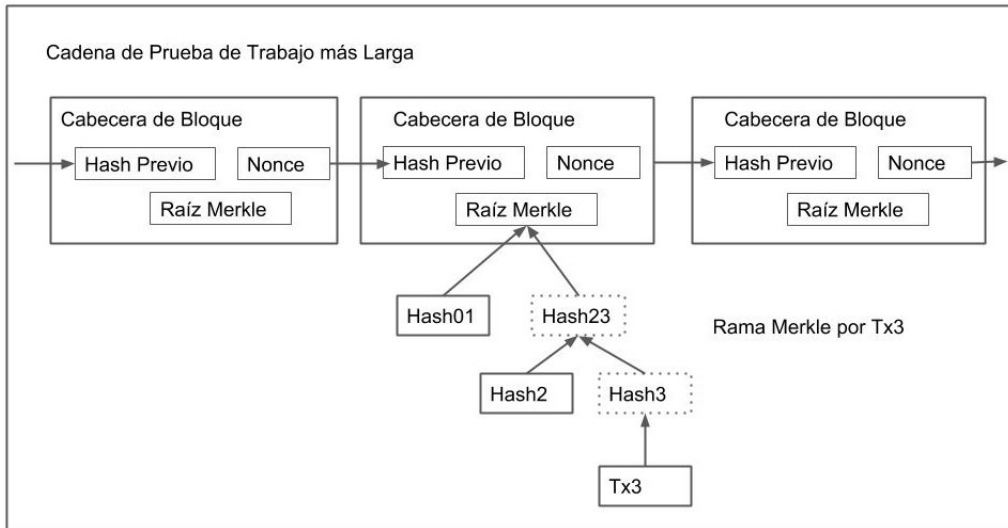 Cadena de Prueba de Trabajo más Larga
Cabecera de Bloque
Hash Previo
Nonce
Raíz Merkle
Cabecera de Bloque
Hash Previo
Nonce
Raíz Merkle
Cabecera de Bloque
Hash Previo
Nonce
Raíz Merkle
Hash01
Hash23
Rama Merkle por Tx3
Hash2
Hash3
Tx3